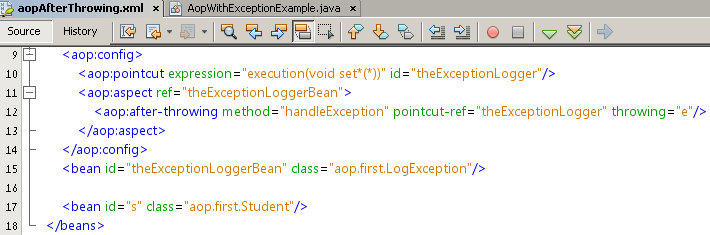 aopAfterThrowing.xml AopWithExceptionExample.java
Source History
9 <aop:config>
10 <aop:pointcut expression="execution(void set*(*))" id="theExceptionLogger"/>
11 <aop:aspect ref="theExceptionLoggerBean">
12 <aop:after-throwing method="handleException" pointcut-ref="theExceptionLogger" throwing="e"/>
13 </aop:aspect>
14 </aop:config>
15 <bean id="theExceptionLoggerBean" class="aop.first.LogException"/>
16
17 <bean id="s" class="aop.first.Student"/>
18 </beans>